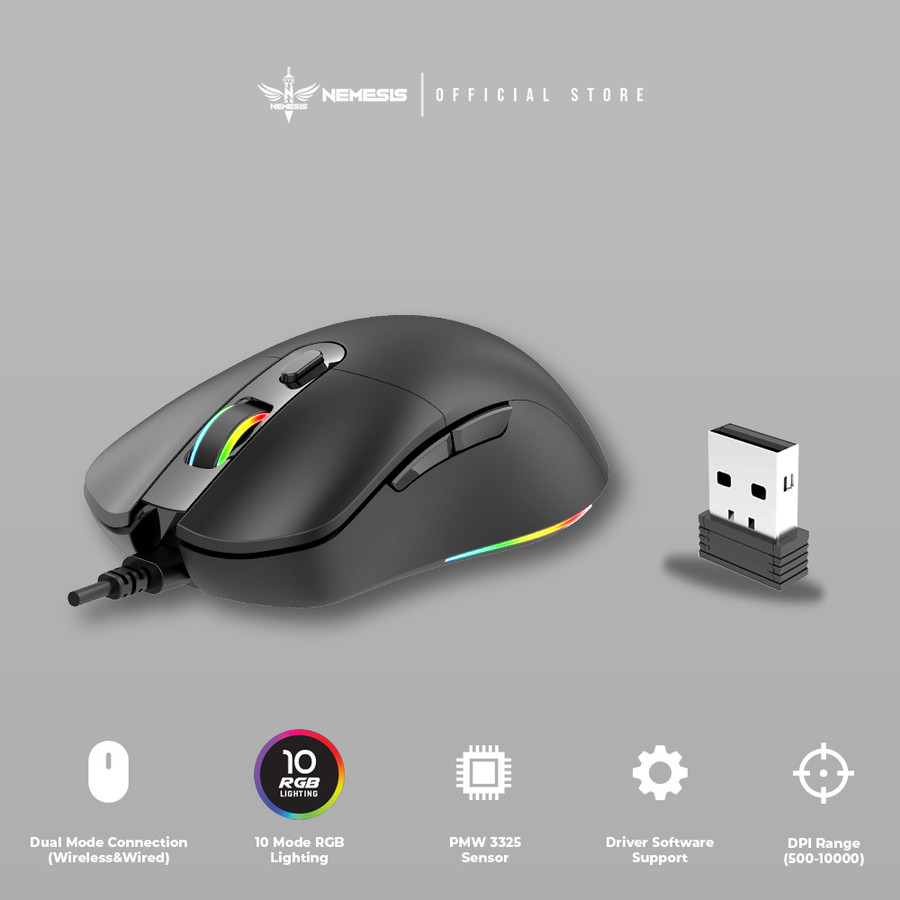 NEMESIS
NEMESIS | OFFICIAL STORE
10
RGB
LIGHTING
Dual Mode Connection
(Wireless&Wired)
10 Mode RGB
Lighting
PMW 3325
Sensor
Driver Software
Support
DPI Range
(500-10000)